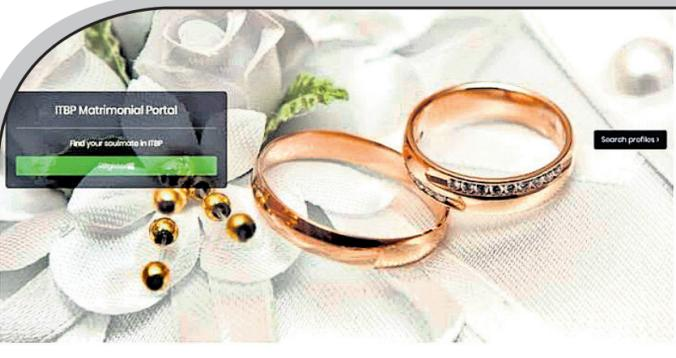 ITBP Matrimonial Portal
Find your soulmate in ITBP
Search profiles >